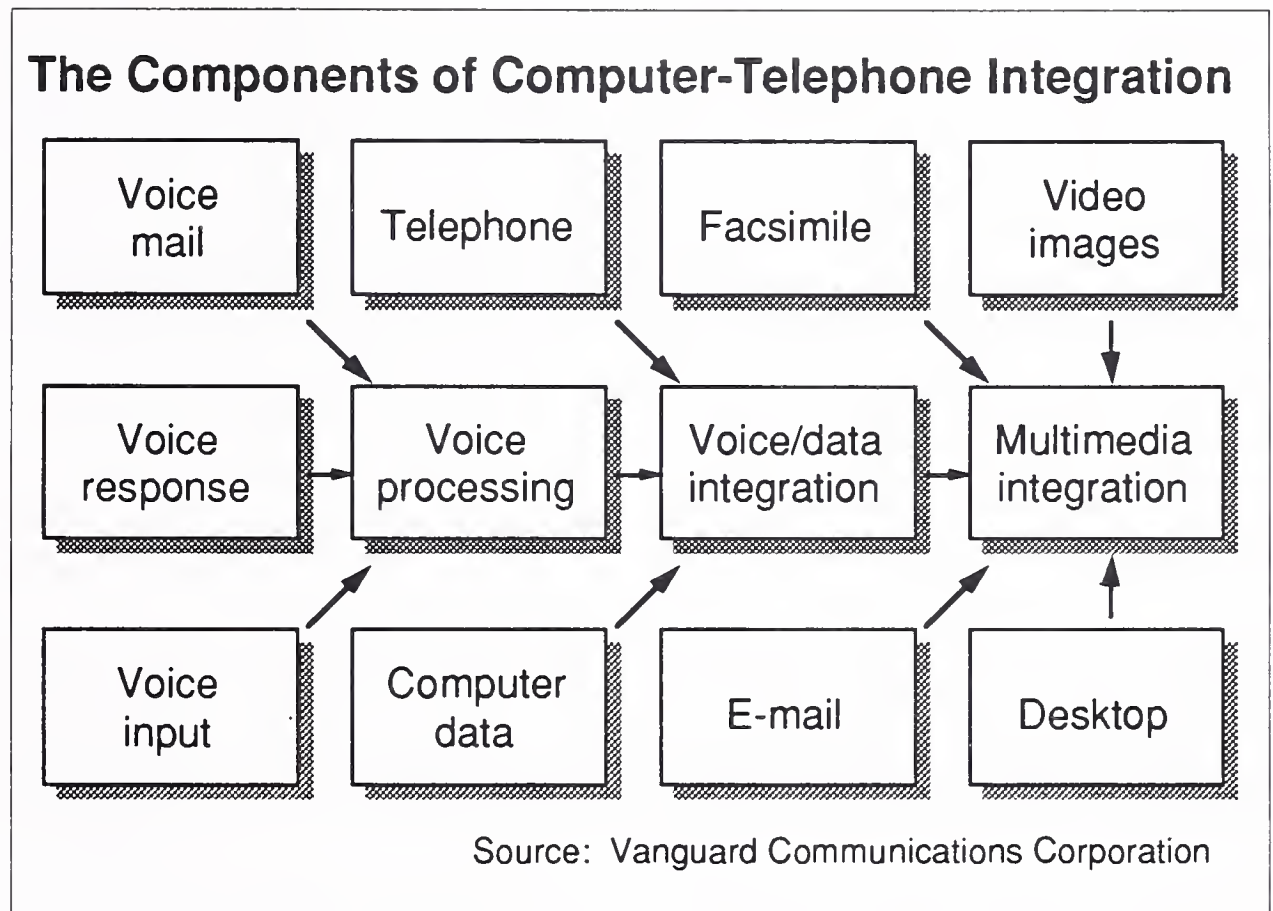 The Components of Computer-Telephone Integration
Voice
mail
Telephone
Facsimile
Video
images
Voice
response
Voice
processing
Voice/data
integration
Multimedia
integration
Voice
input
Computer
data
E-mail
Desktop
Source: Vanguard Communications Corporation